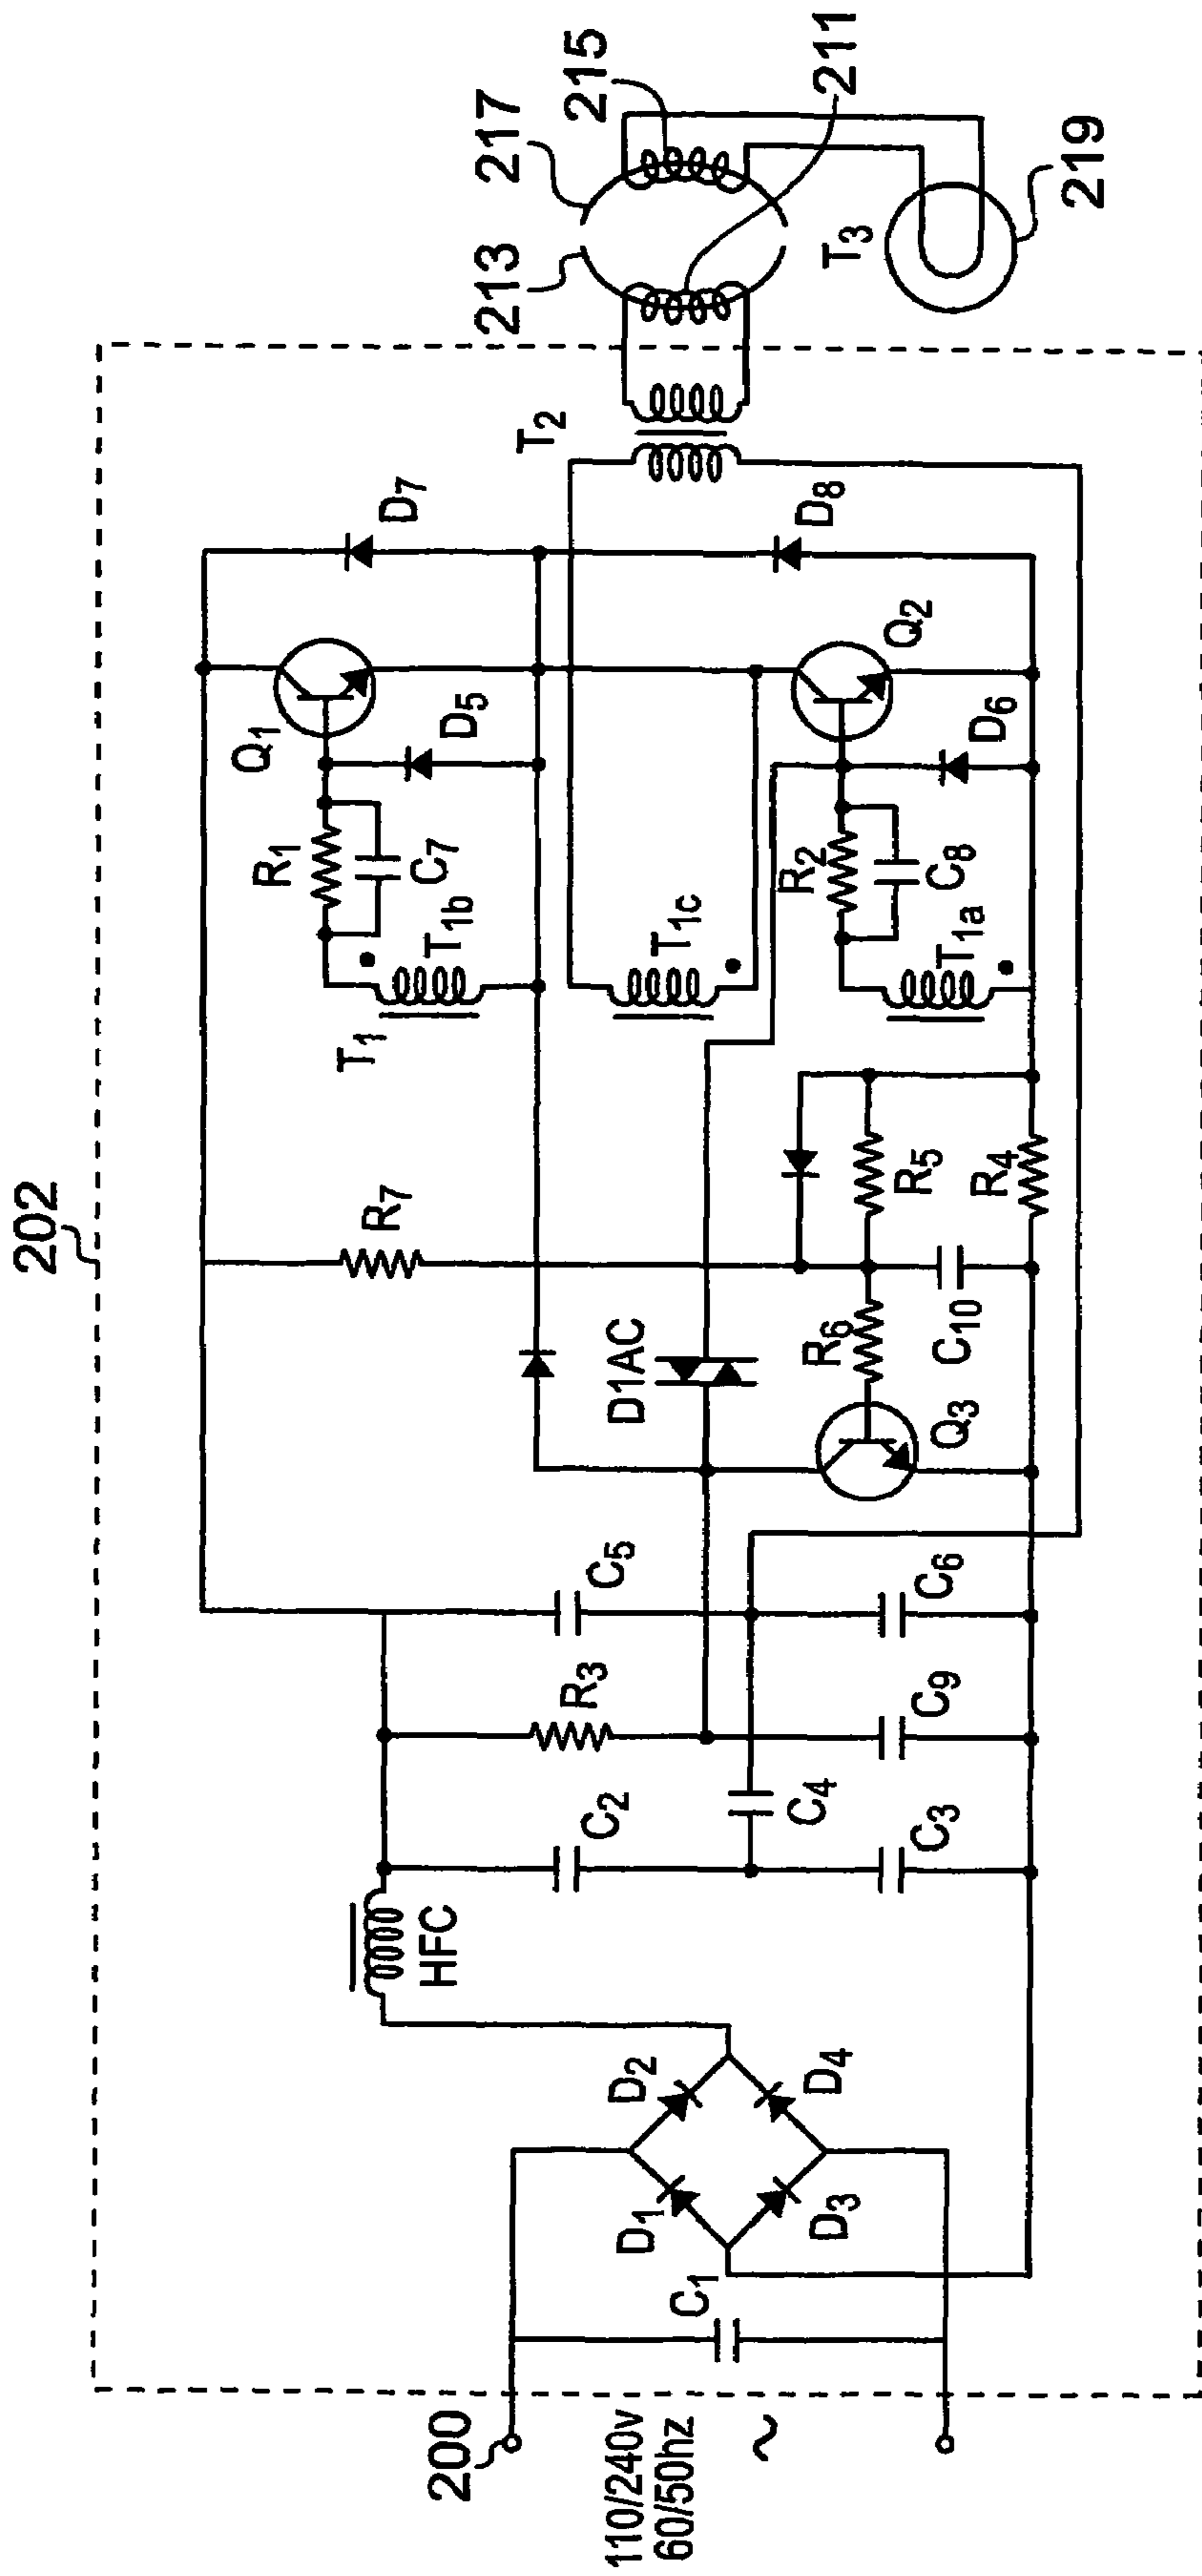 202
200
110/240v
60/50hz
~
C1
D1
D2
D3
D4
HFC
C2
C3
C4
R3
C9
C5
C6
D1AC
Q3
R6
C10
R7
R5
R4
T1
T1b
R1
C7
Q1
D5
D7
T1c
T1a
R2
C8
Q2
D6
D8
T2
213
217
215
211
T3
219